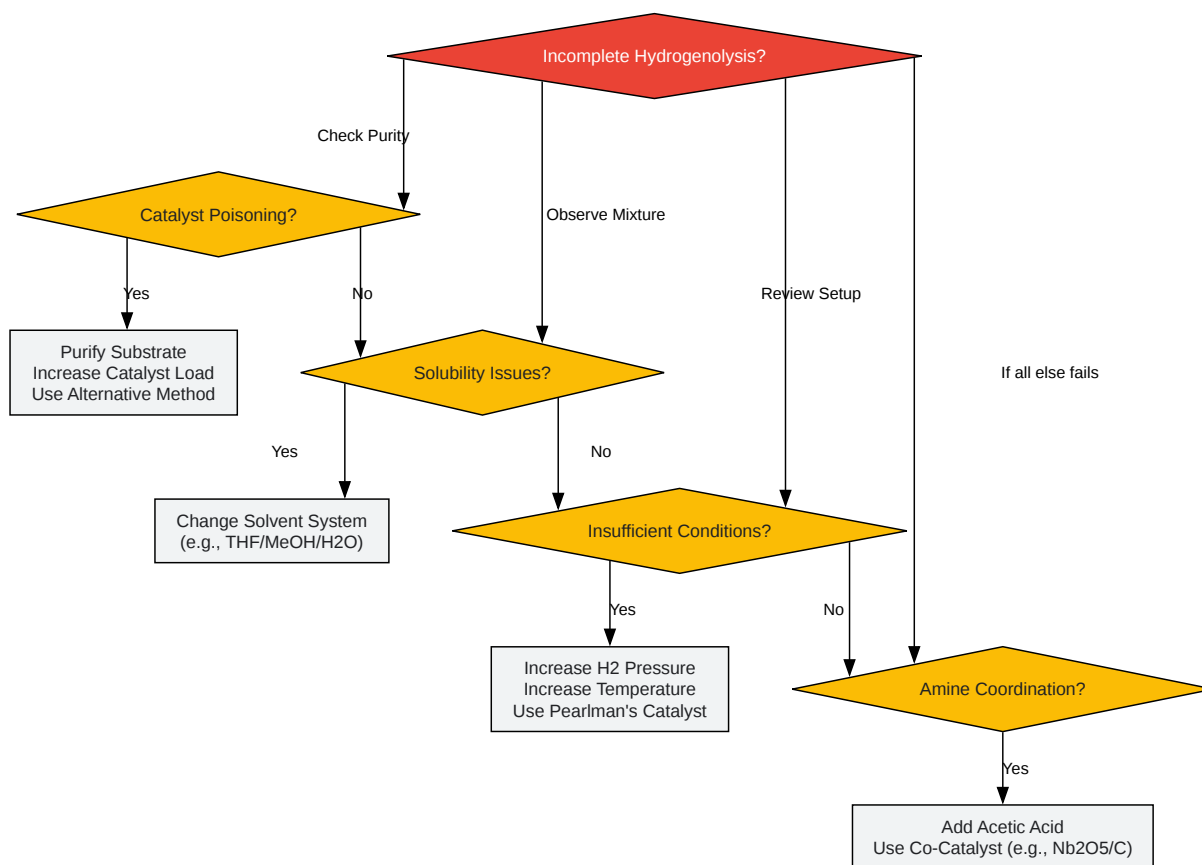 Incomplete Hydrogenolysis?
Check Purity
Catalyst Poisoning?
Observe Mixture
Yes
No
Review Setup
Purify Substrate
Increase Catalyst Load
Use Alternative Method
Solubility Issues?
If all else fails
Yes
No
Change Solvent System
(e.g., THF/MeOH/H2O)
Insufficient Conditions?
Yes
No
Increase H2 Pressure
Increase Temperature
Use Pearlman's Catalyst
Amine Coordination?
Yes
Add Acetic Acid
Use Co-Catalyst (e.g., Nb2O5/C)